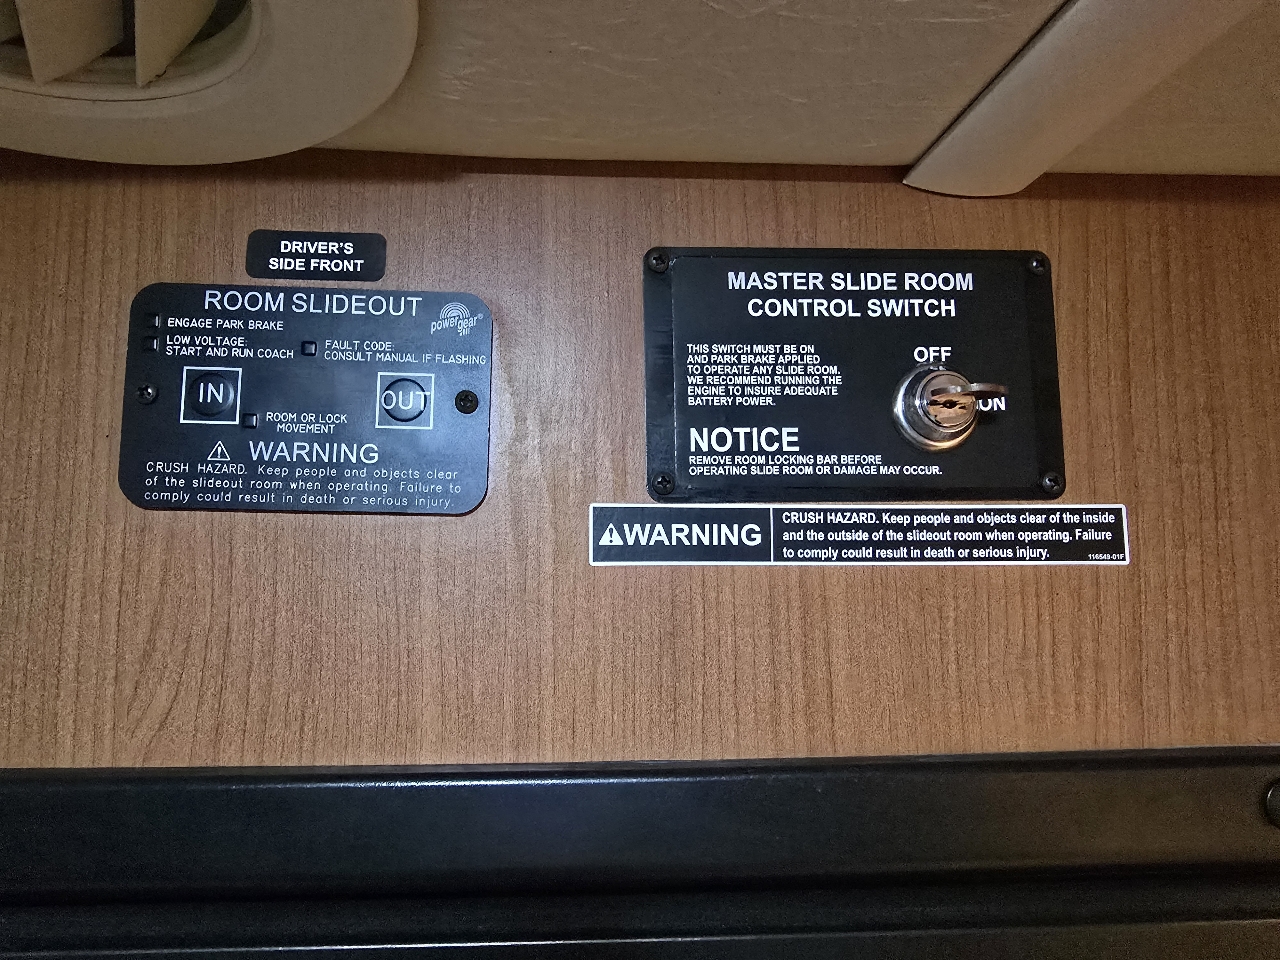 DRIVER'S
SIDE FRONT
ROOM SLIDEOUT
powergear®
ENGAGE PARK BRAKE
LOW VOLTAGE:
START AND RUN COACH
FAULT CODE:
CONSULT MANUAL IF FLASHING
IN
OUT
ROOM OR LOCK
MOVEMENT
WARNING
CRUSH HAZARD. Keep people and objects clear
of the slideout room when operating. Failure to
comply could result in death or serious injury.
MASTER SLIDE ROOM
CONTROL SWITCH
THIS SWITCH MUST BE ON
AND PARK BRAKE APPLIED
TO OPERATE ANY SLIDE ROOM.
WE RECOMMEND RUNNING THE
ENGINE TO INSURE ADEQUATE
BATTERY POWER.
OFF
ON
NOTICE
REMOVE ROOM LOCKING BAR BEFORE
OPERATING SLIDE ROOM OR DAMAGE MAY OCCUR.
WARNING
CRUSH HAZARD. Keep people and objects clear of the inside
and the outside of the slideout room when operating. Failure
to comply could result in death or serious injury.
116549-01F